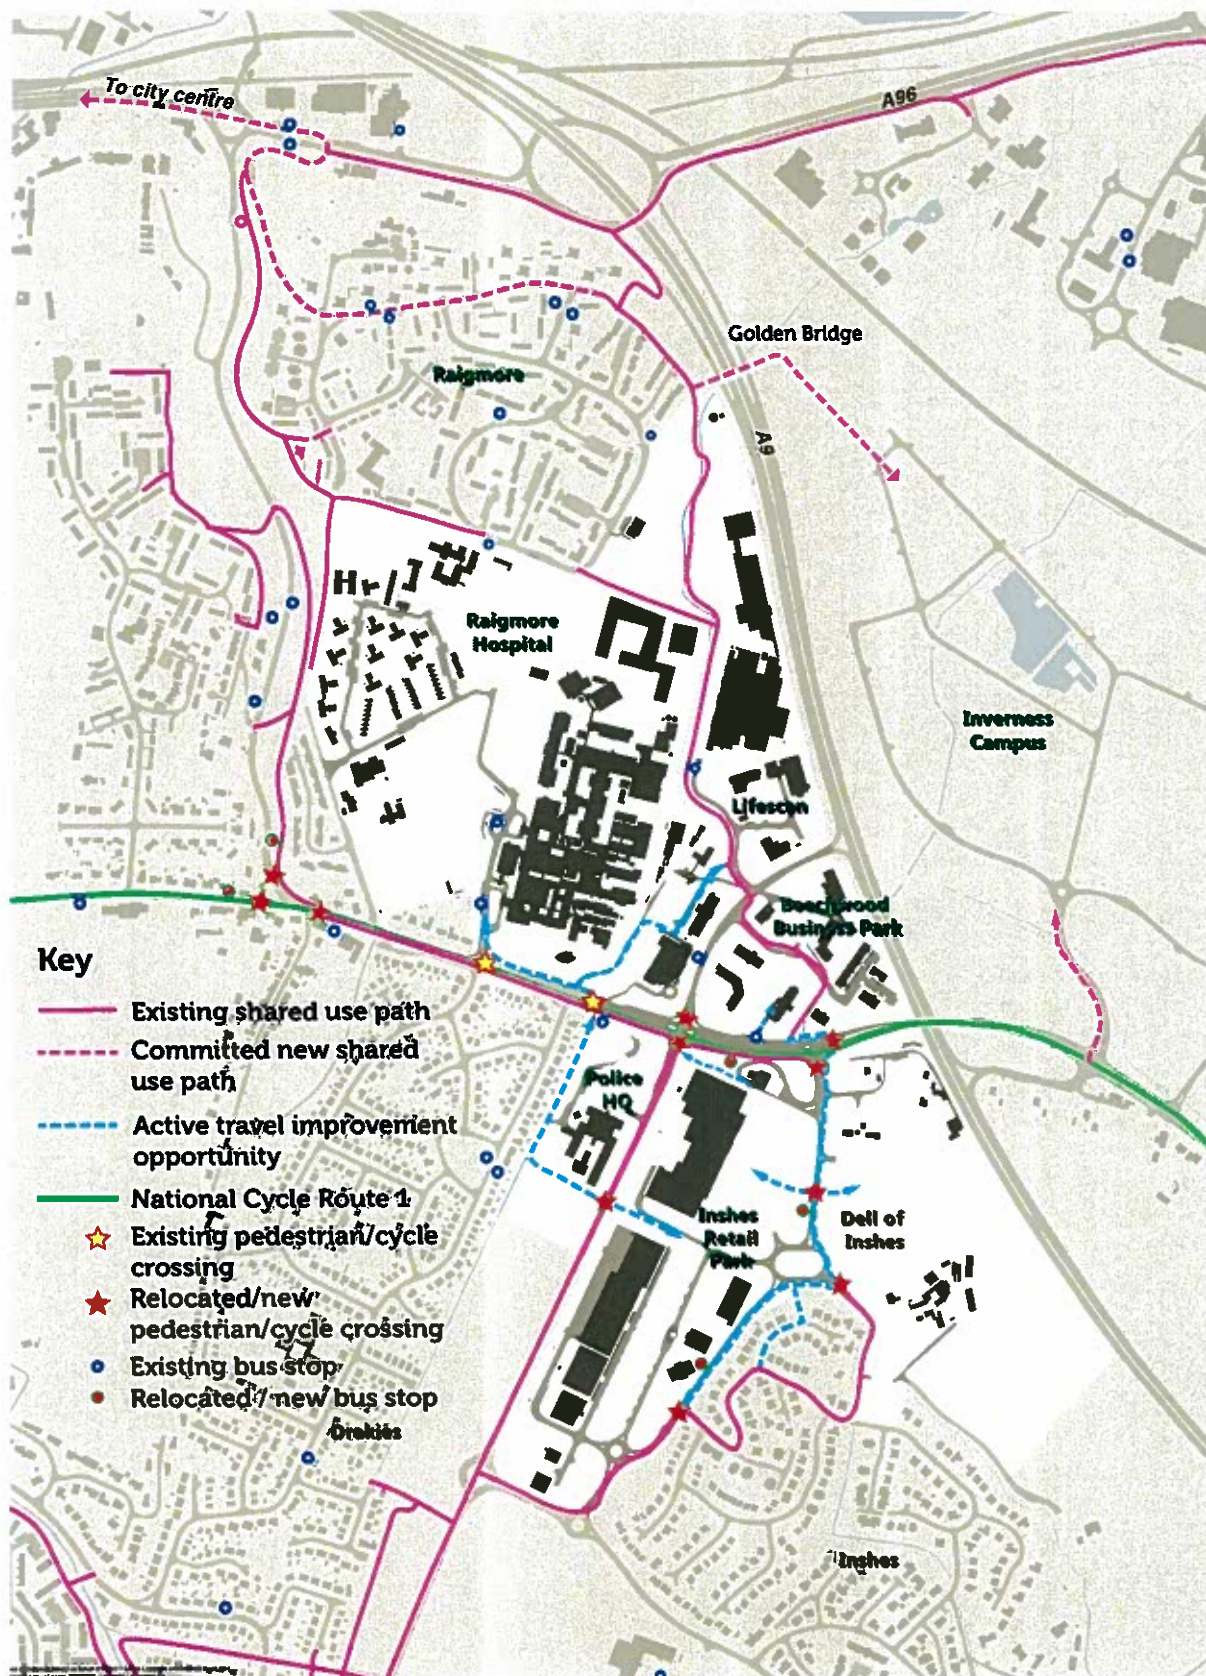 To city centre
A96
Golden Bridge
Raigmore
A9
H
Raigmore
Hospital
Inverness
Campus
Lifescan
Beechwood
Business Park
Key
Existing shared use path
Committed new shared
use path
Active travel improvement
opportunity
National Cycle Route 1
Existing pedestrian/cycle
crossing
Relocated/new
pedestrian/cycle crossing
Existing bus stop
Relocated / new bus stop
Police
HQ
Inshes
Retail
Park
Dell of
Inshes
Drakies
Inshes